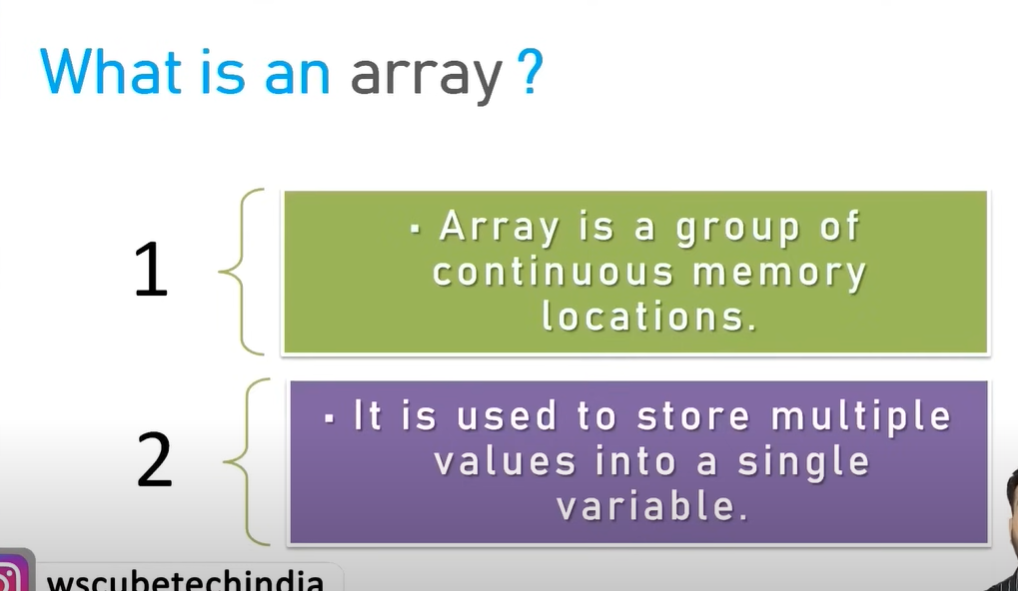 What is an array ?
1
▪ Array is a group of
continuous memory
locations.
2
▪ It is used to store multiple
values into a single
variable.
wscubetechindia